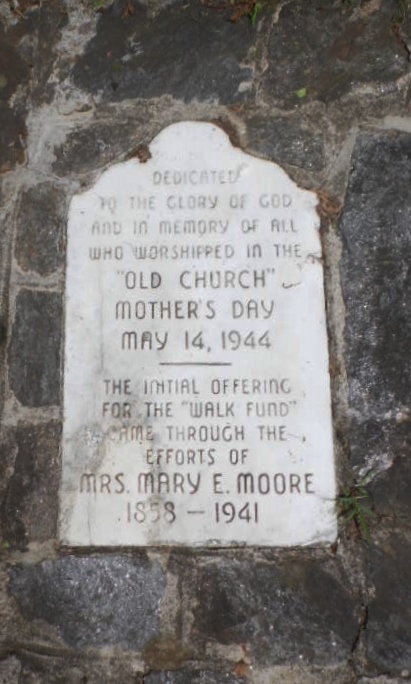 DEDICATED
TO THE GLORY OF GOD
AND IN MEMORY OF ALL
WHO WORSHIPPED IN THE
"OLD CHURCH"
MOTHER'S DAY
MAY 14, 1944
THE INITIAL OFFERING
FOR THE "WALK FUND"
CAME THROUGH THE
EFFORTS OF
MRS. MARY E. MOORE
1858 – 1941